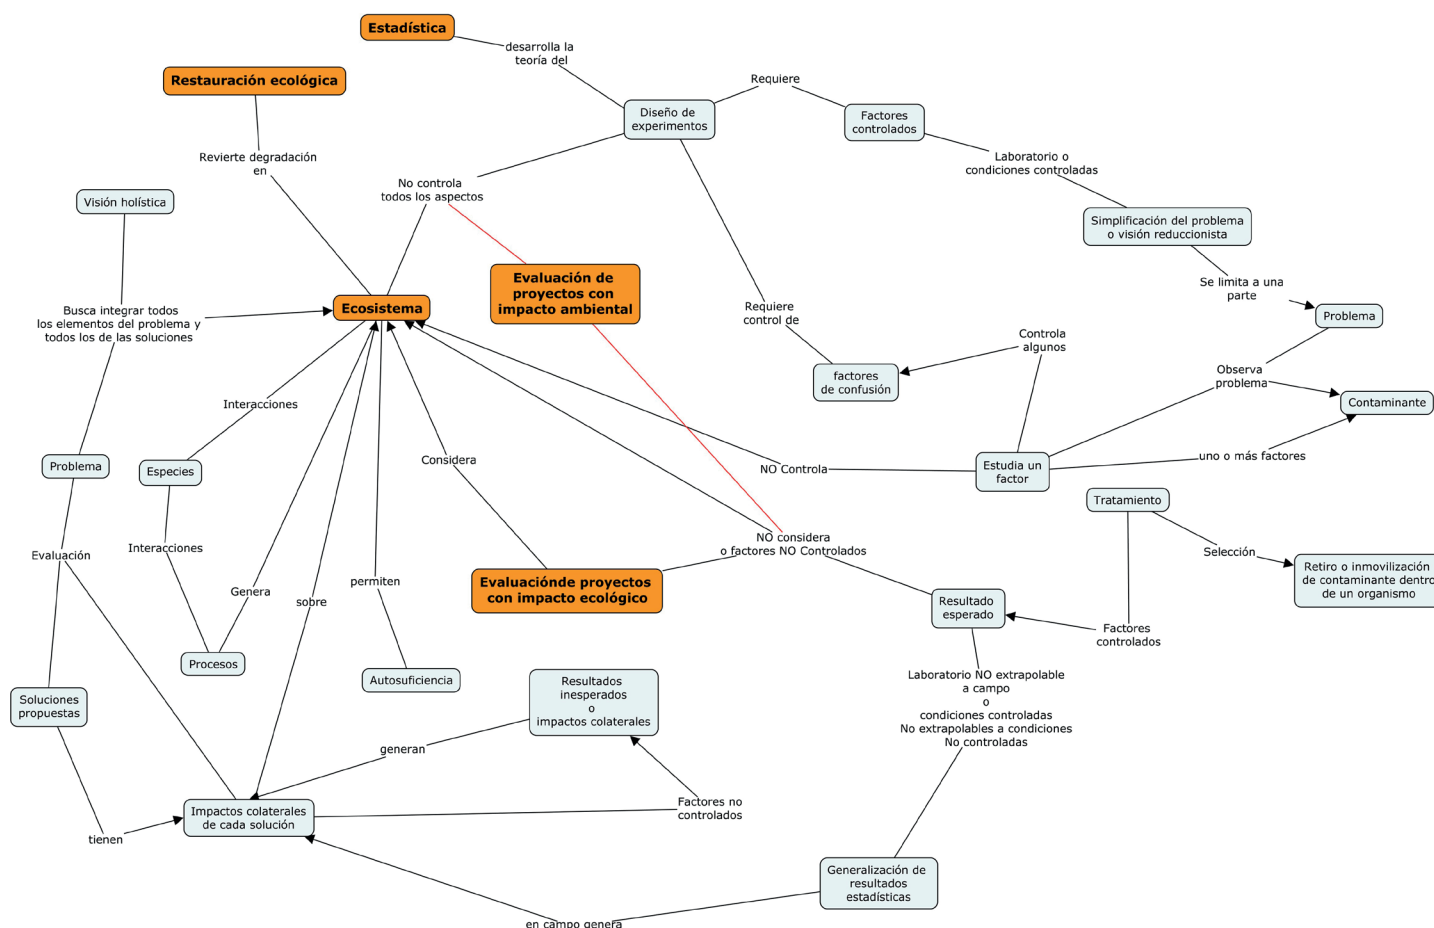 Estadística
desarrolla la
teoría del
Restauración ecológica
Requiere
Diseño de
experimentos
Factores
controlados
Revierte degradación
en
Laboratorio o
condiciones controladas
No controla
todos los aspectos
Visión holística
Simplificación del problema
o visión reduccionista
Evaluación de
proyectos con
impacto ambiental
Se limita a una
parte
Ecosistema
Busca integrar todos
los elementos del problema y
todos los de las soluciones
Requiere
control de
Problema
Controla
algunos
factores
de confusión
Observa
problema
Contaminante
Interacciones
Problema
Especies
Considera
NO Controla
Estudia un
factor
uno o más factores
Tratamiento
Evaluación
Interacciones
NO considera
o factores NO Controlados
Selección
Retiro o inmovilización
de contaminante dentro
de un organismo
Genera
sobre
permiten
Evaluaciónde proyectos
con impacto ecológico
Resultado
esperado
Factores
controlados
Procesos
Autosuficiencia
Resultados
inesperados
o
impactos colaterales
Laboratorio NO extrapolable
a campo
o
condiciones controladas
No extrapolables a condiciones
No controladas
Soluciones
propuestas
generan
Impactos colaterales
de cada solución
Factores no
controlados
tienen
Generalización de
resultados
estadísticas
en campo genera